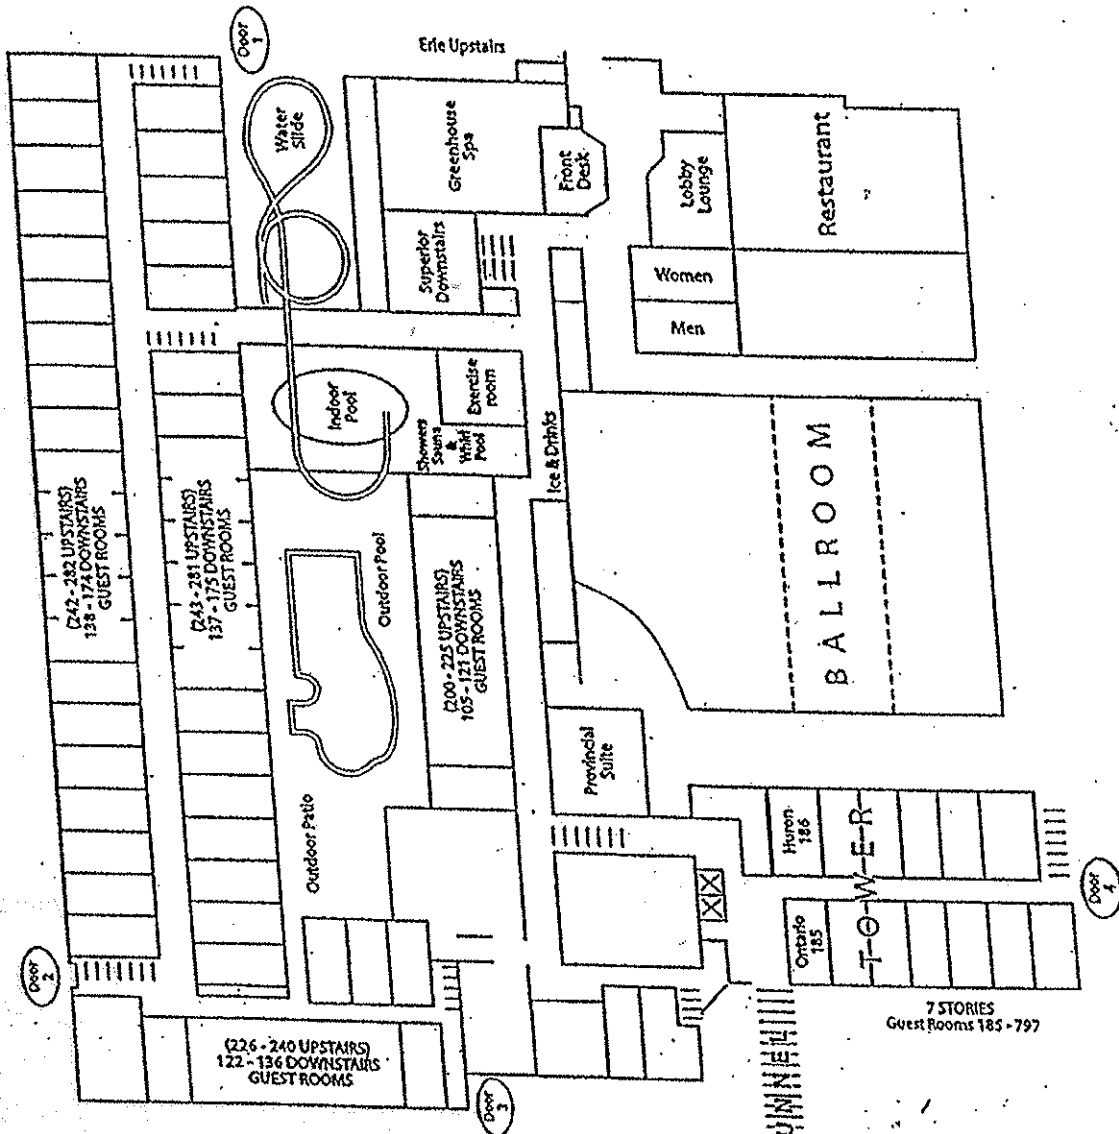 Door
1
Erie Upstairs
Water
Slide
Greenhouse
Spa
Front
Desk
Lobby
Lounge
Restaurant
Superior
Downstairs
Women
Men
Indoor
Pool
Exercise
room
Showers
Sauna
&
Whirl
Pool
Ice & Drinks
(242 - 282 UPSTAIRS)
138 - 174 DOWNSTAIRS
GUEST ROOMS
(243 - 281 UPSTAIRS)
137 - 175 DOWNSTAIRS
GUEST ROOMS
Outdoor Pool
(200 - 225 UPSTAIRS)
105 - 121 DOWNSTAIRS
GUEST ROOMS
BALLROOM
Provincial
Suite
Outdoor Patio
Huron
186
Ontario
185
T-O-W-E-R
Door
4
Door
2
7 STORIES
Guest Rooms 185 - 797
(226 - 240 UPSTAIRS)
122 - 136 DOWNSTAIRS
GUEST ROOMS
Door
3
UNNEL